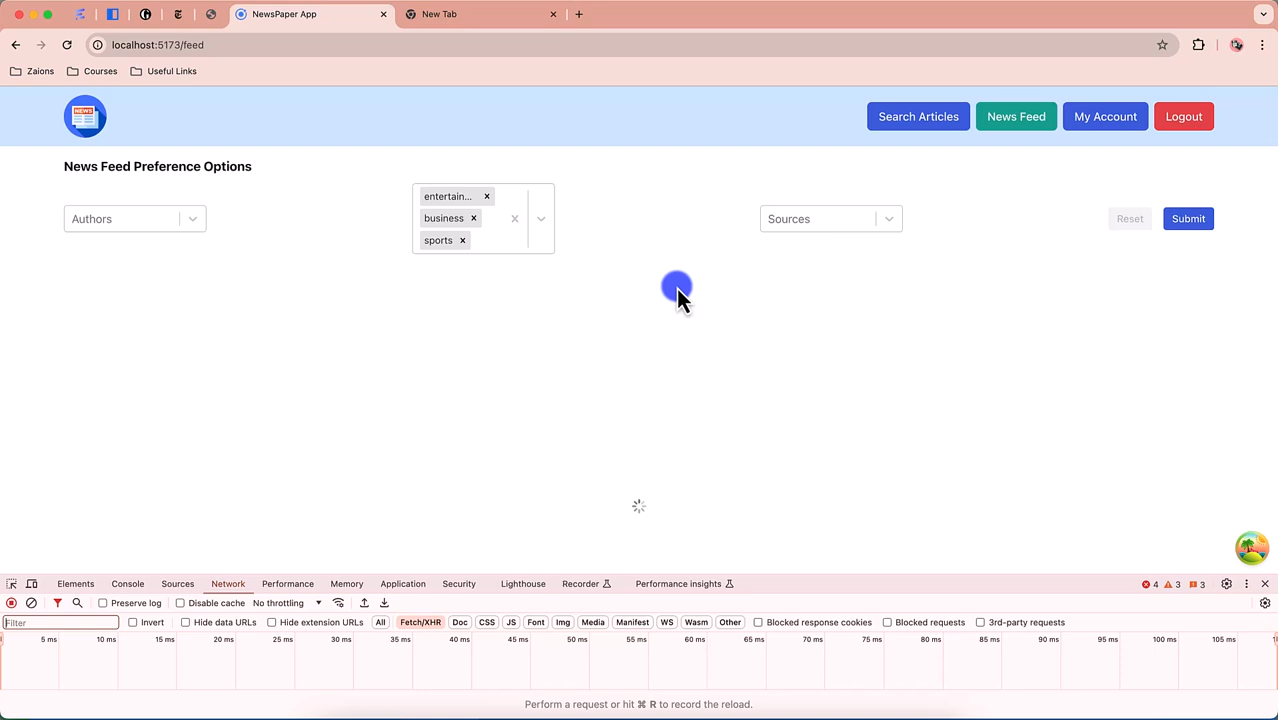 NewsPaper App
New Tab
localhost:5173/feed
Zaions
Courses
Useful Links
NEWS
Search Articles
News Feed
My Account
Logout
News Feed Preference Options
Authors
entertain...
business
sports
Sources
Reset
Submit
Elements
Console
Sources
Network
Performance
Memory
Application
Security
Lighthouse
Recorder
Performance insights
4
3
3
Preserve log
Disable cache
No throttling
Filter
Invert
Hide data URLs
Hide extension URLs
All
Fetch/XHR
Doc
CSS
JS
Font
Img
Media
Manifest
WS
Wasm
Other
Blocked response cookies
Blocked requests
3rd-party requests
5 ms
10 ms
15 ms
20 ms
25 ms
30 ms
35 ms
40 ms
45 ms
50 ms
55 ms
60 ms
65 ms
70 ms
75 ms
80 ms
85 ms
90 ms
95 ms
100 ms
105 ms
Perform a request or hit ⌘ R to record the reload.